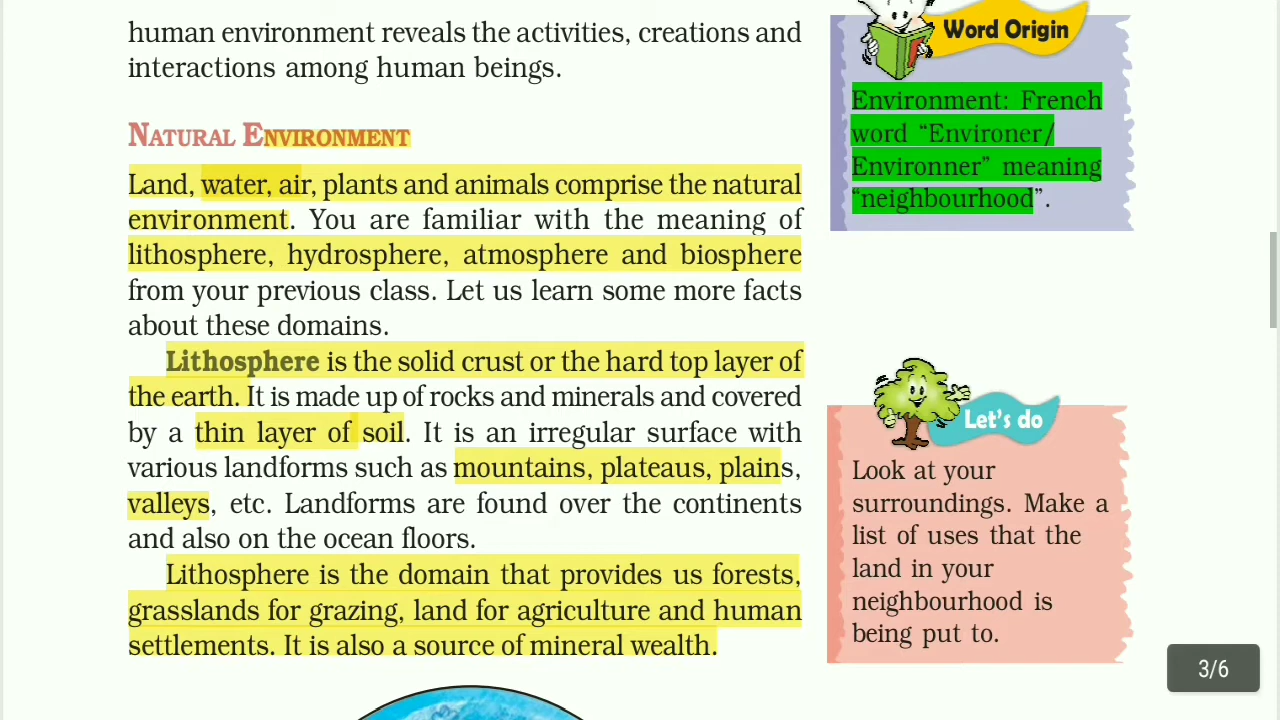 human environment reveals the activities, creations and
interactions among human beings.
NATURAL ENVIRONMENT
Land, water, air, plants and animals comprise the natural
environment. You are familiar with the meaning of
lithosphere, hydrosphere, atmosphere and biosphere
from your previous class. Let us learn some more facts
about these domains.
Lithosphere is the solid crust or the hard top layer of
the earth. It is made up of rocks and minerals and covered
by a thin layer of soil. It is an irregular surface with
various landforms such as mountains, plateaus, plains,
valleys, etc. Landforms are found over the continents
and also on the ocean floors.
Lithosphere is the domain that provides us forests,
grasslands for grazing, land for agriculture and human
settlements. It is also a source of mineral wealth.
Word Origin
Environment: French
word “Environer/
Environner” meaning
“neighbourhood”.
Let’s do
Look at your
surroundings. Make a
list of uses that the
land in your
neighbourhood is
being put to.
3/6